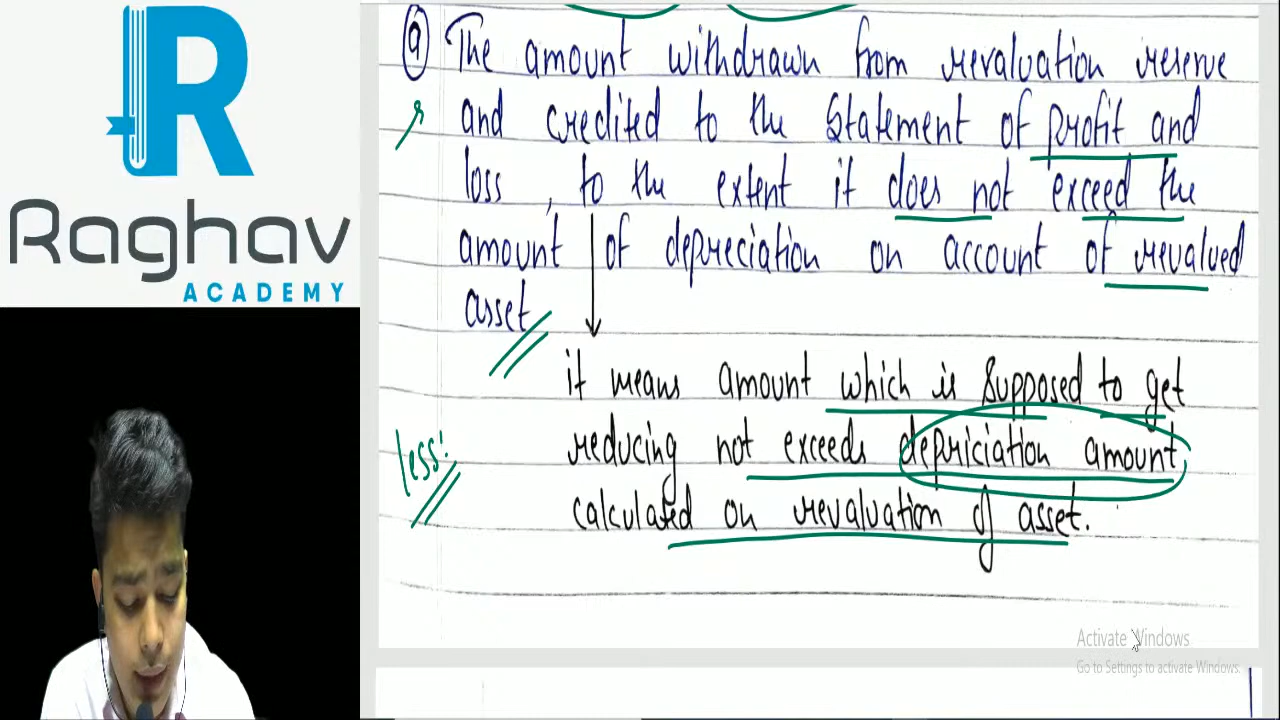 R
Raghav
ACADEMY
9 The amount withdrawn from revaluation reserve
and credited to the Statement of profit and
loss, to the extent it does not exceed the
amount of depreciation on account of revalued
asset
it means amount which is supposed to get
reducing not exceeds depriciation amount
less!
calculated on revaluation of asset.
Activate Windows
Go to Settings to activate Windows.